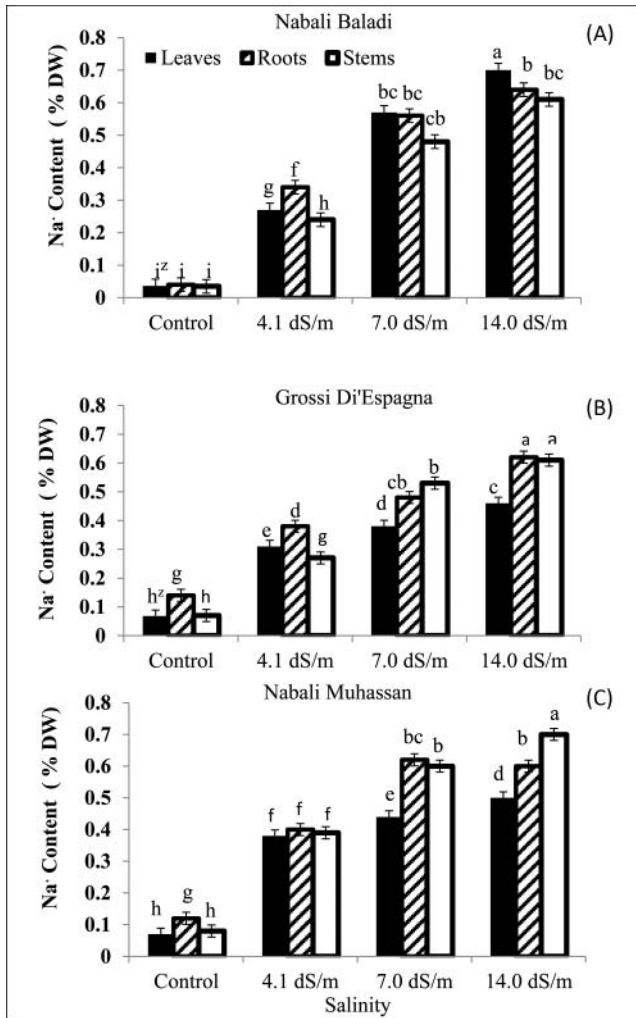 Nabali Baladi
(A)
Leaves Roots Stems
Na⁺ Content ( % DW)
0.8
0.7
0.6
0.5
0.4
0.3
0.2
0.1
0
iᶻ i i
g f h
bc bc cb
a b bc
Control 4.1 dS/m 7.0 dS/m 14.0 dS/m
Grossi Di'Espagna
(B)
Na⁺ Content ( % DW)
0.8
0.7
0.6
0.5
0.4
0.3
0.2
0.1
0
hᶻ g h
e d g
d cb b
c a a
Control 4.1 dS/m 7.0 dS/m 14.0 dS/m
Nabali Muhassan
(C)
Na⁺ Content ( % DW)
0.8
0.7
0.6
0.5
0.4
0.3
0.2
0.1
0
h g h
f f f
e bc b
d b a
Control 4.1 dS/m 7.0 dS/m 14.0 dS/m
Salinity